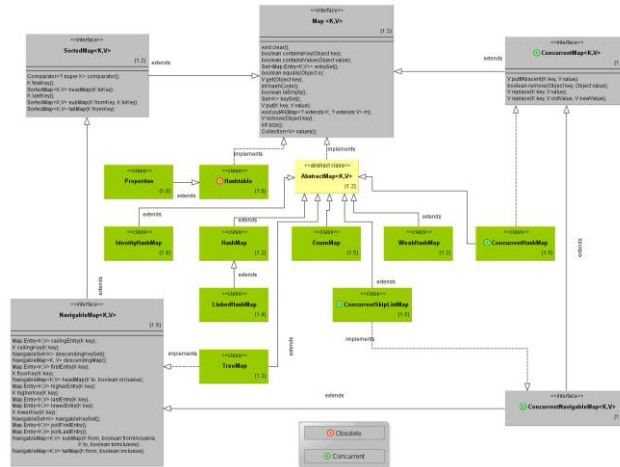 <<interface>>
Map <K,V>
{1.2}
void clear()
boolean containsKey(Object key)
boolean containsValue(Object value)
Set<Map.Entry<K,V>> entrySet()
boolean equals(Object o)
V get(Object key)
int hashCode()
boolean isEmpty()
Set<K> keySet()
V put(K key, V value)
void putAll(Map<? extends K, ? extends V> m)
V remove(Object key)
int size()
Collection<V> values()
<<interface>>
SortedMap<K,V>
{1.2}
Comparator<? super K> comparator()
K firstKey()
SortedMap<K,V> headMap(K toKey)
K lastKey()
SortedMap<K,V> subMap(K fromKey, K toKey)
SortedMap<K,V> tailMap(K fromKey)
extends
<<interface>>
ConcurrentMap<K,V>
V putIfAbsent(K key, V value)
boolean remove(Object key, Object value)
V replace(K key, V value)
V replace(K key, V oldValue, V newValue)
extends
implements
implements
<<class>>
Properties
{1.0}
extends
<<class>>
Hashtable
{1.0}
<<abstract class>>
AbstractMap<K,V>
{1.2}
<<class>>
IdentityHashMap
{1.4}
extends
<<class>>
HashMap
{1.2}
extends
<<class>>
EnumMap
extends
<<class>>
WeakHashMap
{1.2}
extends
<<class>>
ConcurrentHashMap
extends
extends
<<class>>
LinkedHashMap
{1.4}
extends
<<class>>
ConcurrentSkipListMap
extends
extends
<<interface>>
NavigableMap<K,V>
{1.6}
Map.Entry<K,V> ceilingEntry(K key)
K ceilingKey(K key)
NavigableSet<K> descendingKeySet()
NavigableMap<K,V> descendingMap()
Map.Entry<K,V> firstEntry()
Map.Entry<K,V> floorEntry(K key)
K floorKey(K key)
NavigableMap<K,V> headMap(K to, boolean inclusive)
Map.Entry<K,V> higherEntry(K key)
K higherKey(K key)
Map.Entry<K,V> lastEntry()
Map.Entry<K,V> lowerEntry(K key)
K lowerKey(K key)
NavigableSet<K> navigableKeySet()
Map.Entry<K,V> pollFirstEntry()
Map.Entry<K,V> pollLastEntry()
NavigableMap<K,V> subMap(K from, boolean fromInclusive,
K to, boolean toInclusive)
NavigableMap<K,V> tailMap(K from, boolean inclusive)
implements
<<class>>
TreeMap
{1.2}
extends
implements
extends
<<interface>>
ConcurrentNavigableMap<K,V>
Obsolete
Concurrent